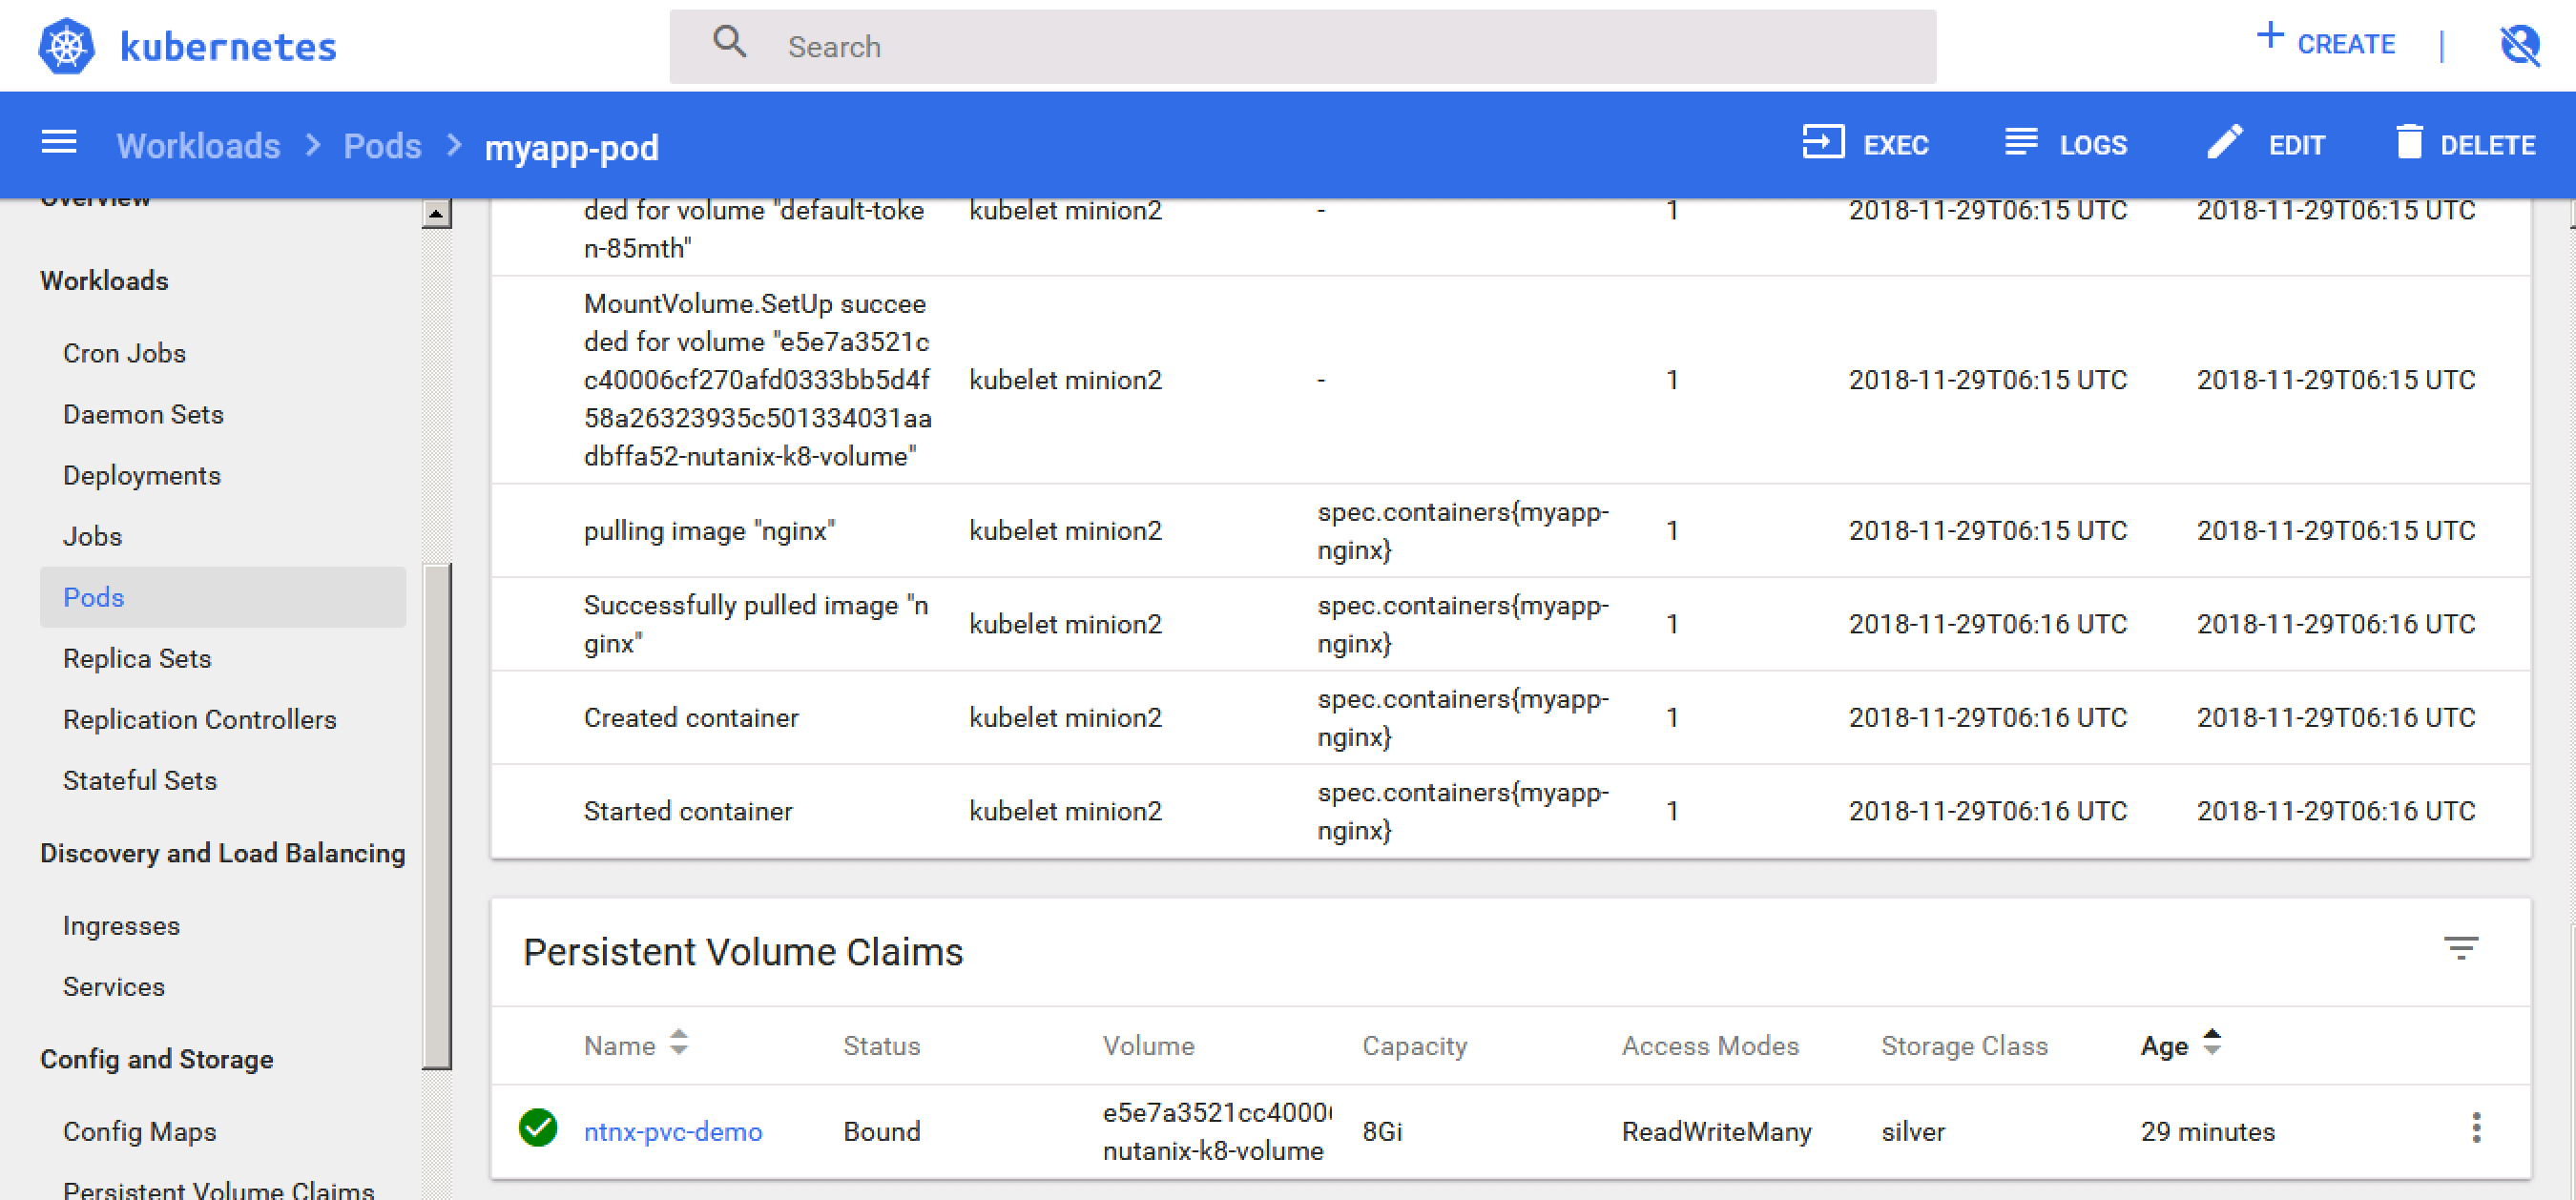 kubernetes
Search
CREATE
Workloads
Pods
myapp-pod
EXEC
LOGS
EDIT
DELETE
Overview
Workloads
Cron Jobs
Daemon Sets
Deployments
Jobs
Pods
Replica Sets
Replication Controllers
Stateful Sets
Discovery and Load Balancing
Ingresses
Services
Config and Storage
Config Maps
Persistent Volume Claims
ded for volume "default-toke
n-85mth"
kubelet minion2
-
1
2018-11-29T06:15 UTC
2018-11-29T06:15 UTC
MountVolume.SetUp succee
ded for volume "e5e7a3521c
c40006cf270afd0333bb5d4f
58a26323935c501334031aa
dbffa52-nutanix-k8-volume"
kubelet minion2
-
1
2018-11-29T06:15 UTC
2018-11-29T06:15 UTC
pulling image "nginx"
kubelet minion2
spec.containers{myapp-
nginx}
1
2018-11-29T06:15 UTC
2018-11-29T06:15 UTC
Successfully pulled image "n
ginx"
kubelet minion2
spec.containers{myapp-
nginx}
1
2018-11-29T06:16 UTC
2018-11-29T06:16 UTC
Created container
kubelet minion2
spec.containers{myapp-
nginx}
1
2018-11-29T06:16 UTC
2018-11-29T06:16 UTC
Started container
kubelet minion2
spec.containers{myapp-
nginx}
1
2018-11-29T06:16 UTC
2018-11-29T06:16 UTC
Persistent Volume Claims
Name
Status
Volume
Capacity
Access Modes
Storage Class
Age
ntnx-pvc-demo
Bound
e5e7a3521cc4000
nutanix-k8-volume
8Gi
ReadWriteMany
silver
29 minutes